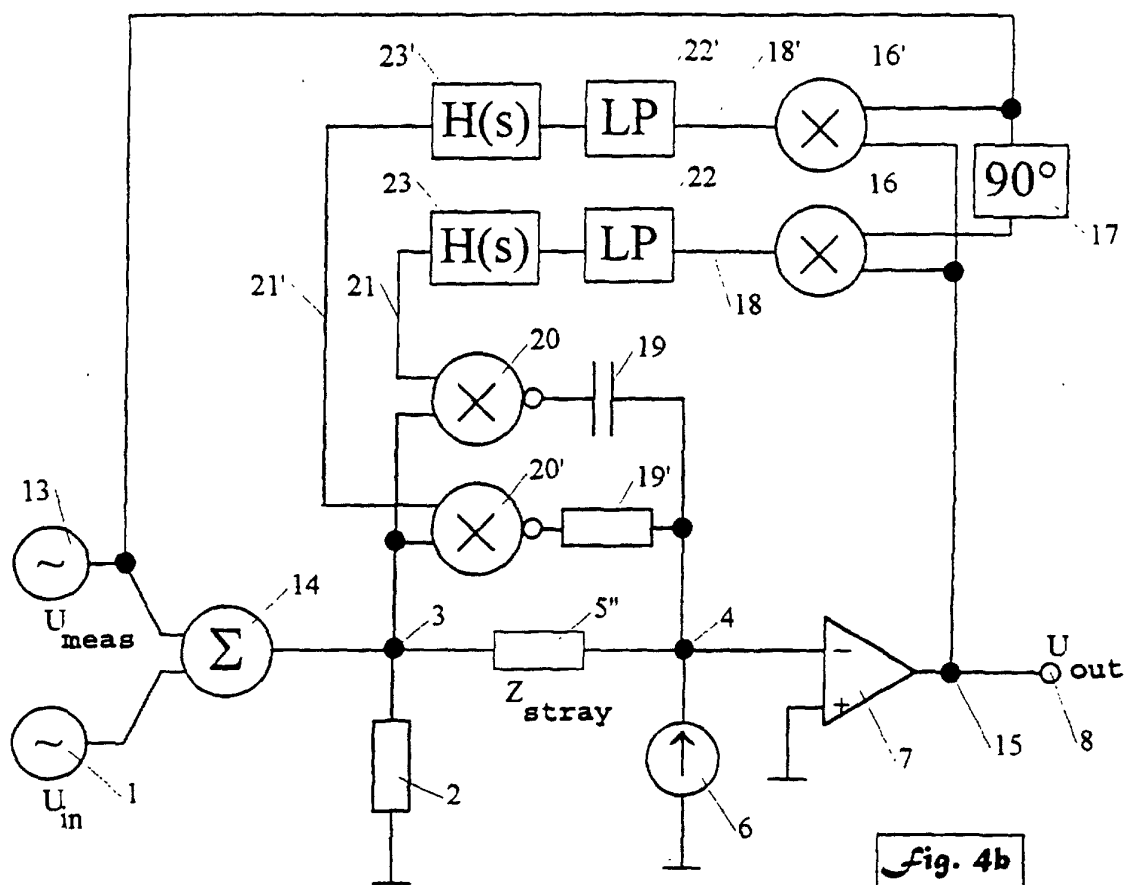 23' 22' 18' 16'
H(s) LP ×
23 22 16 90°
H(s) LP × 17
21' 21 18
20 19
×
20' 19'
×
13
~ 14
U meas 3 5" 4
Σ − U out
Z stray +
~ 7 15 8
U in 1 2 6
Fig. 4b